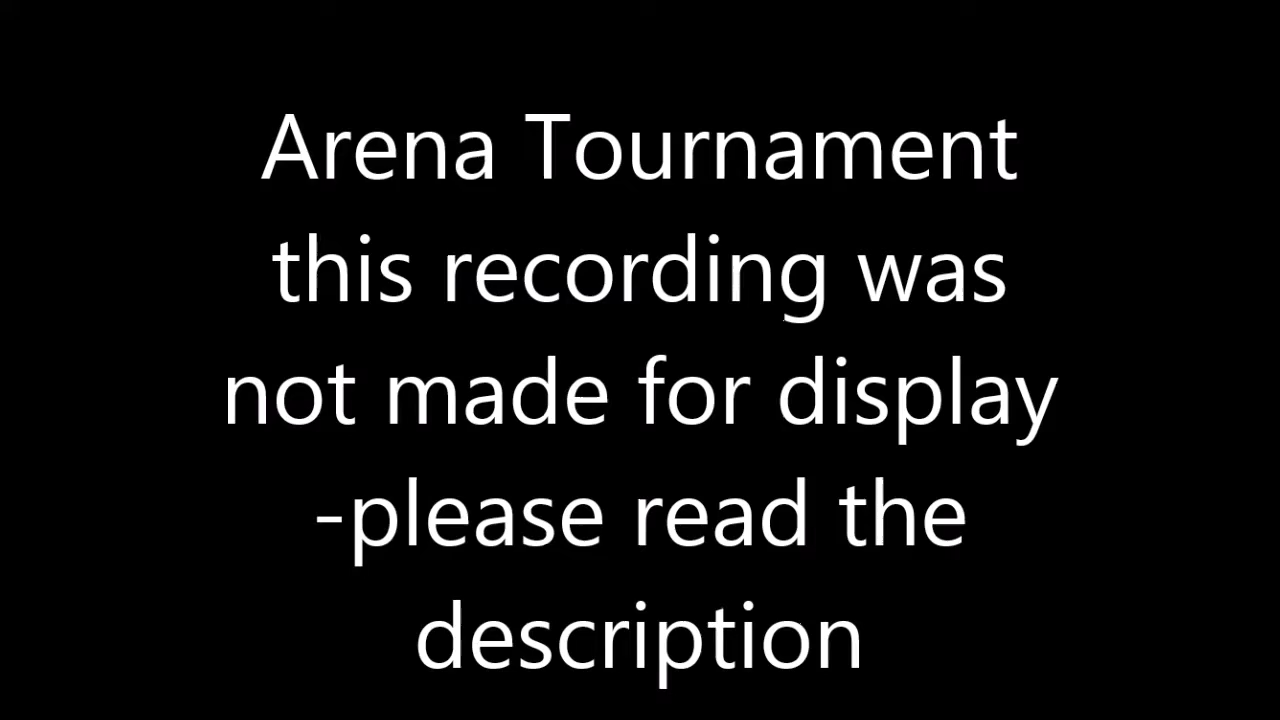 Arena Tournament
this recording was
not made for display
-please read the
description